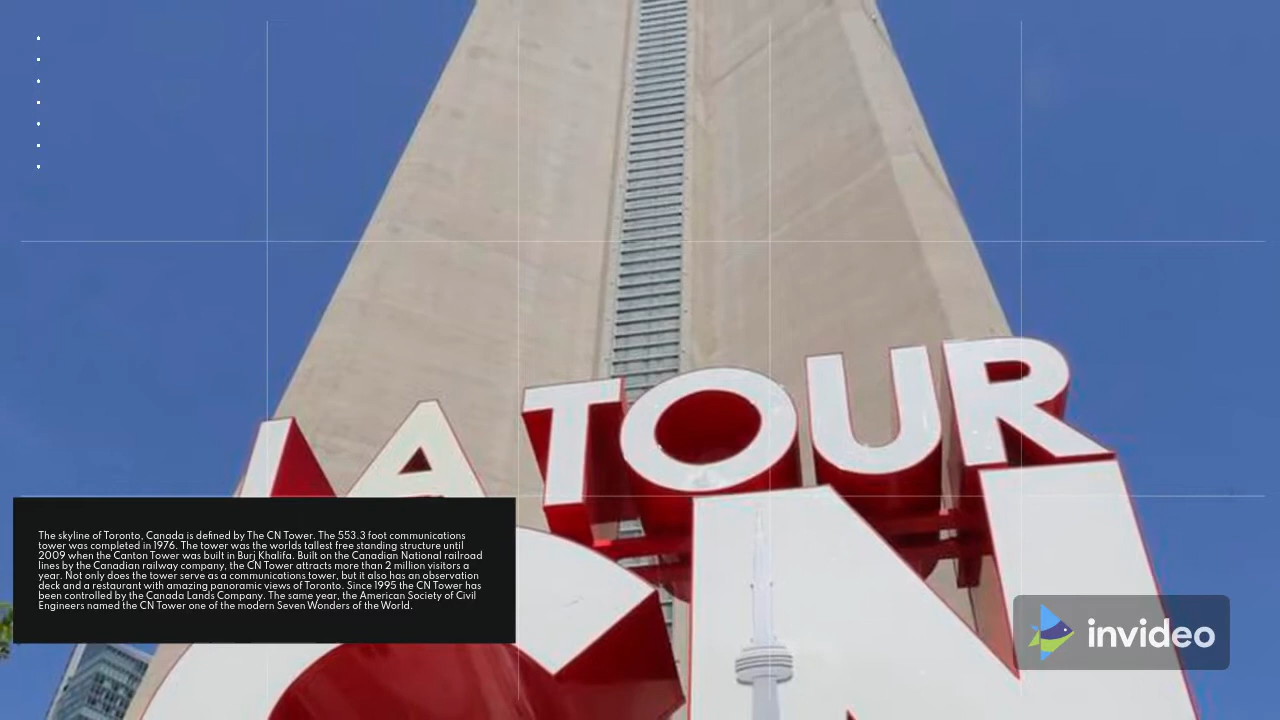 LA TOUR
CN
The skyline of Toronto, Canada is defined by The CN Tower. The 553.3 foot communications
tower was completed in 1976. The tower was the worlds tallest free standing structure until
2009 when the Canton Tower was built in Burj Khalifa. Built on the Canadian National railroad
lines by the Canadian railway company, the CN Tower attracts more than 2 million visitors a
year. Not only does the tower serve as a communications tower, but it also has an observation
deck and a restaurant with amazing panoramic views of Toronto. Since 1995 the CN Tower has
been controlled by the Canada Lands Company. The same year, the American Society of Civil
Engineers named the CN Tower one of the modern Seven Wonders of the World.
invideo